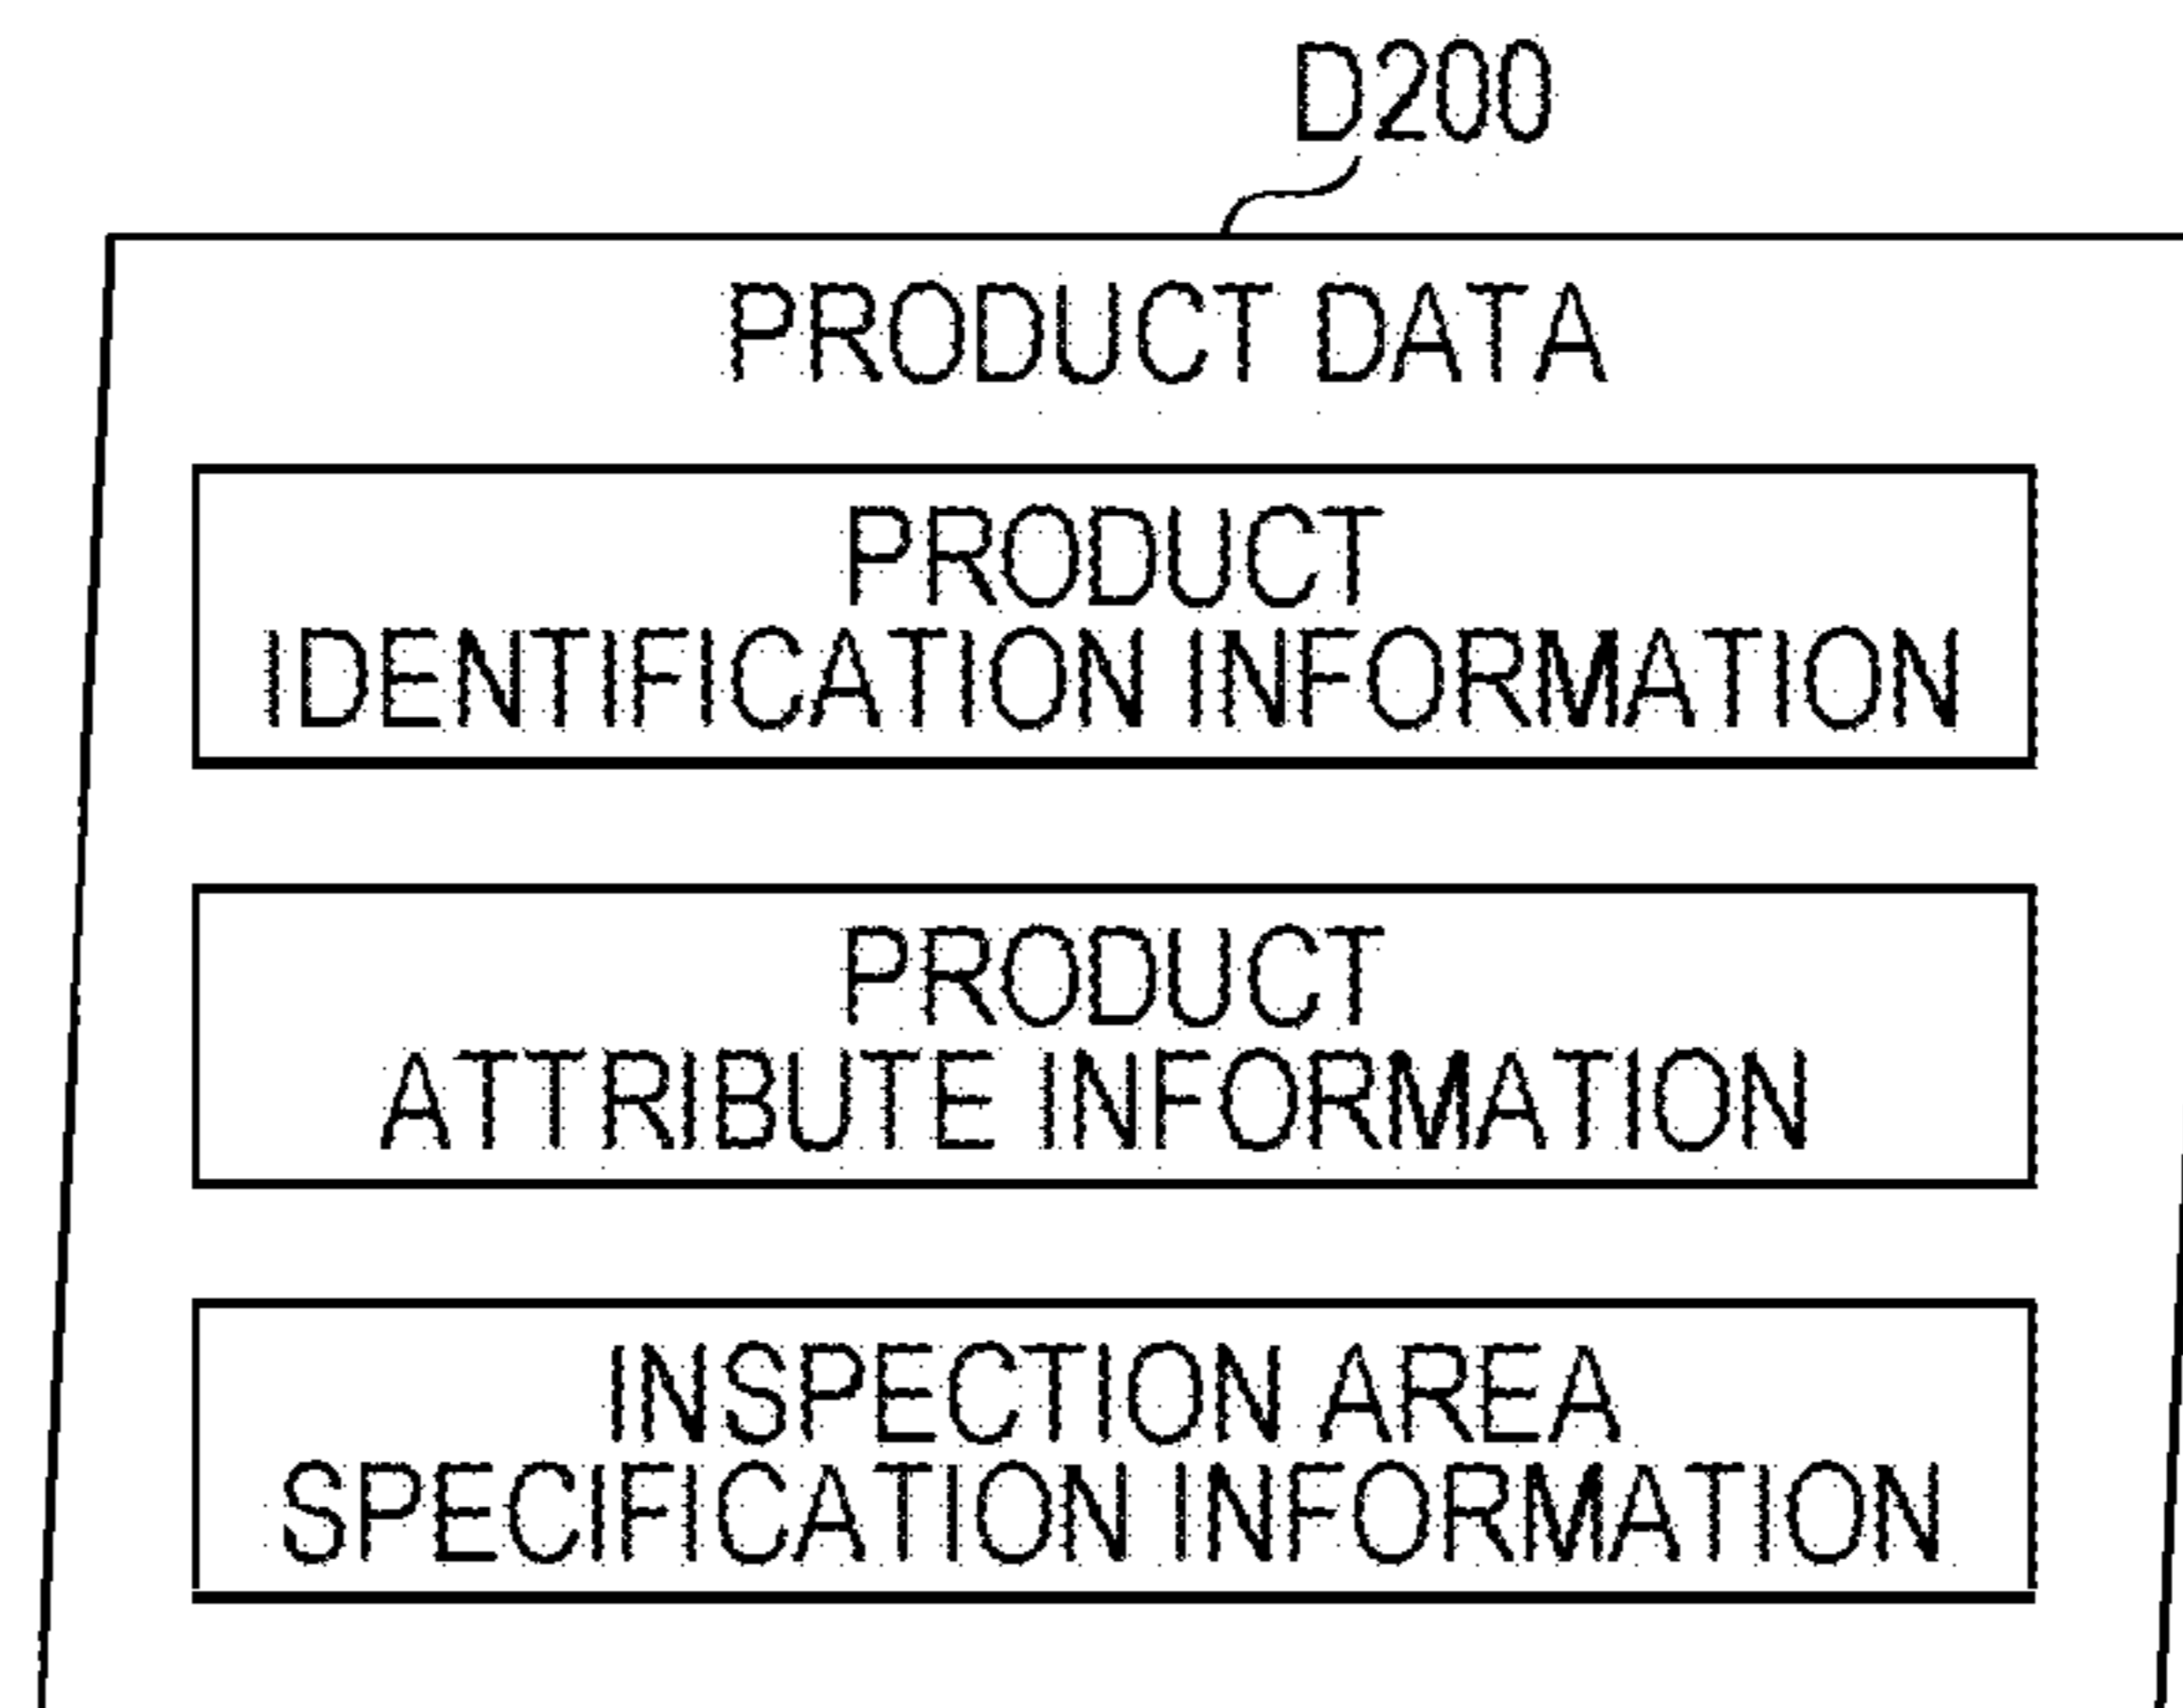 D200
PRODUCT DATA
PRODUCT
IDENTIFICATION INFORMATION
PRODUCT
ATTRIBUTE INFORMATION
INSPECTION AREA
SPECIFICATION INFORMATION